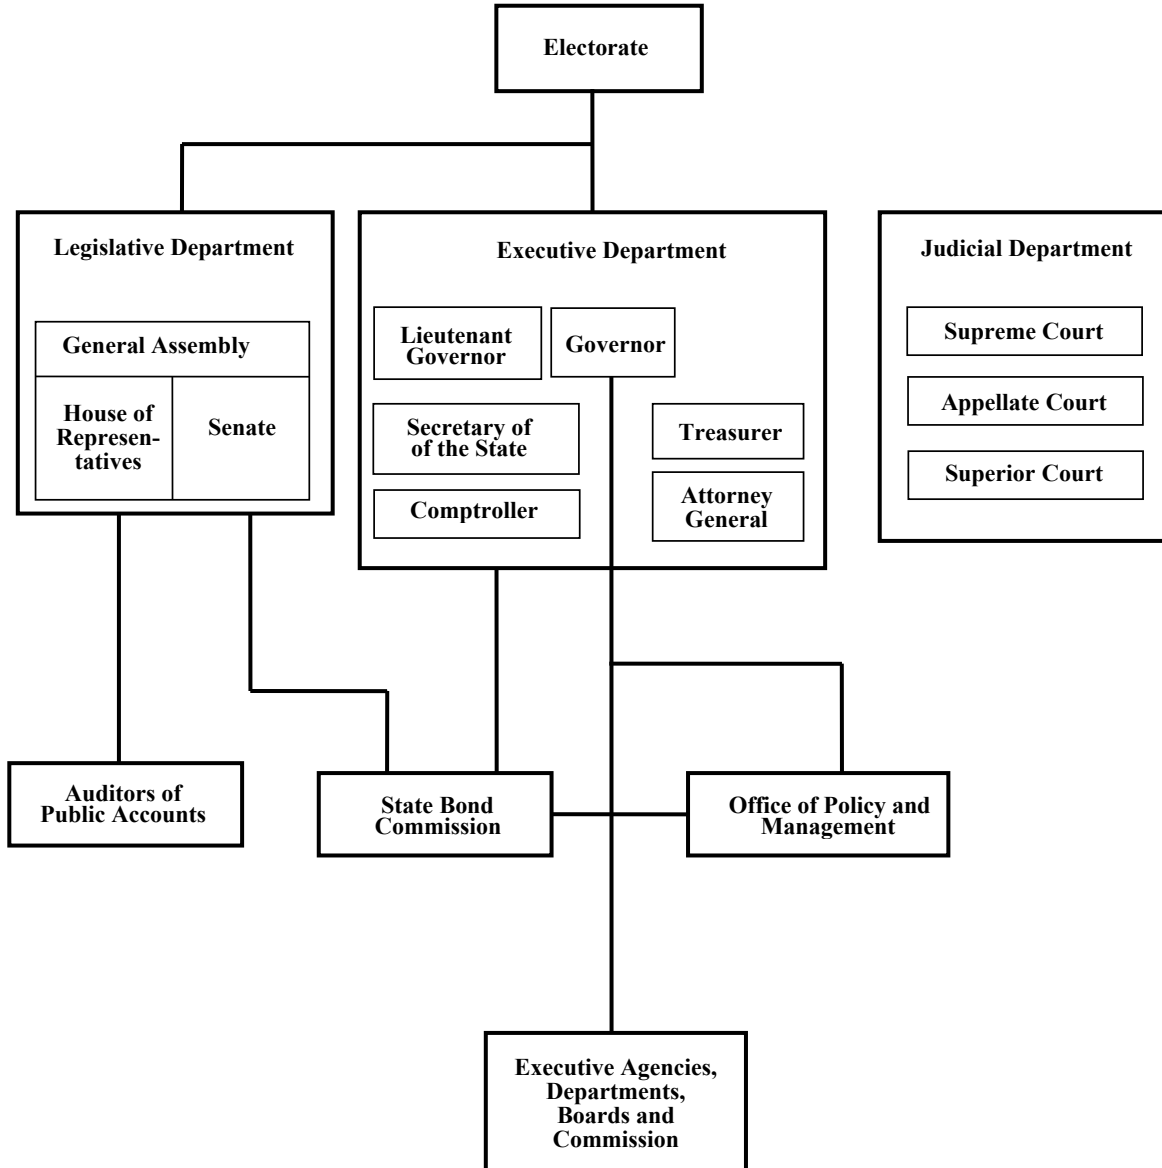 Electorate
Legislative Department
General Assembly
House of
Represen-
tatives
Senate
Executive Department
Lieutenant
Governor
Governor
Secretary of
of the State
Treasurer
Comptroller
Attorney
General
Judicial Department
Supreme Court
Appellate Court
Superior Court
Auditors of
Public Accounts
State Bond
Commission
Office of Policy and
Management
Executive Agencies,
Departments,
Boards and
Commission